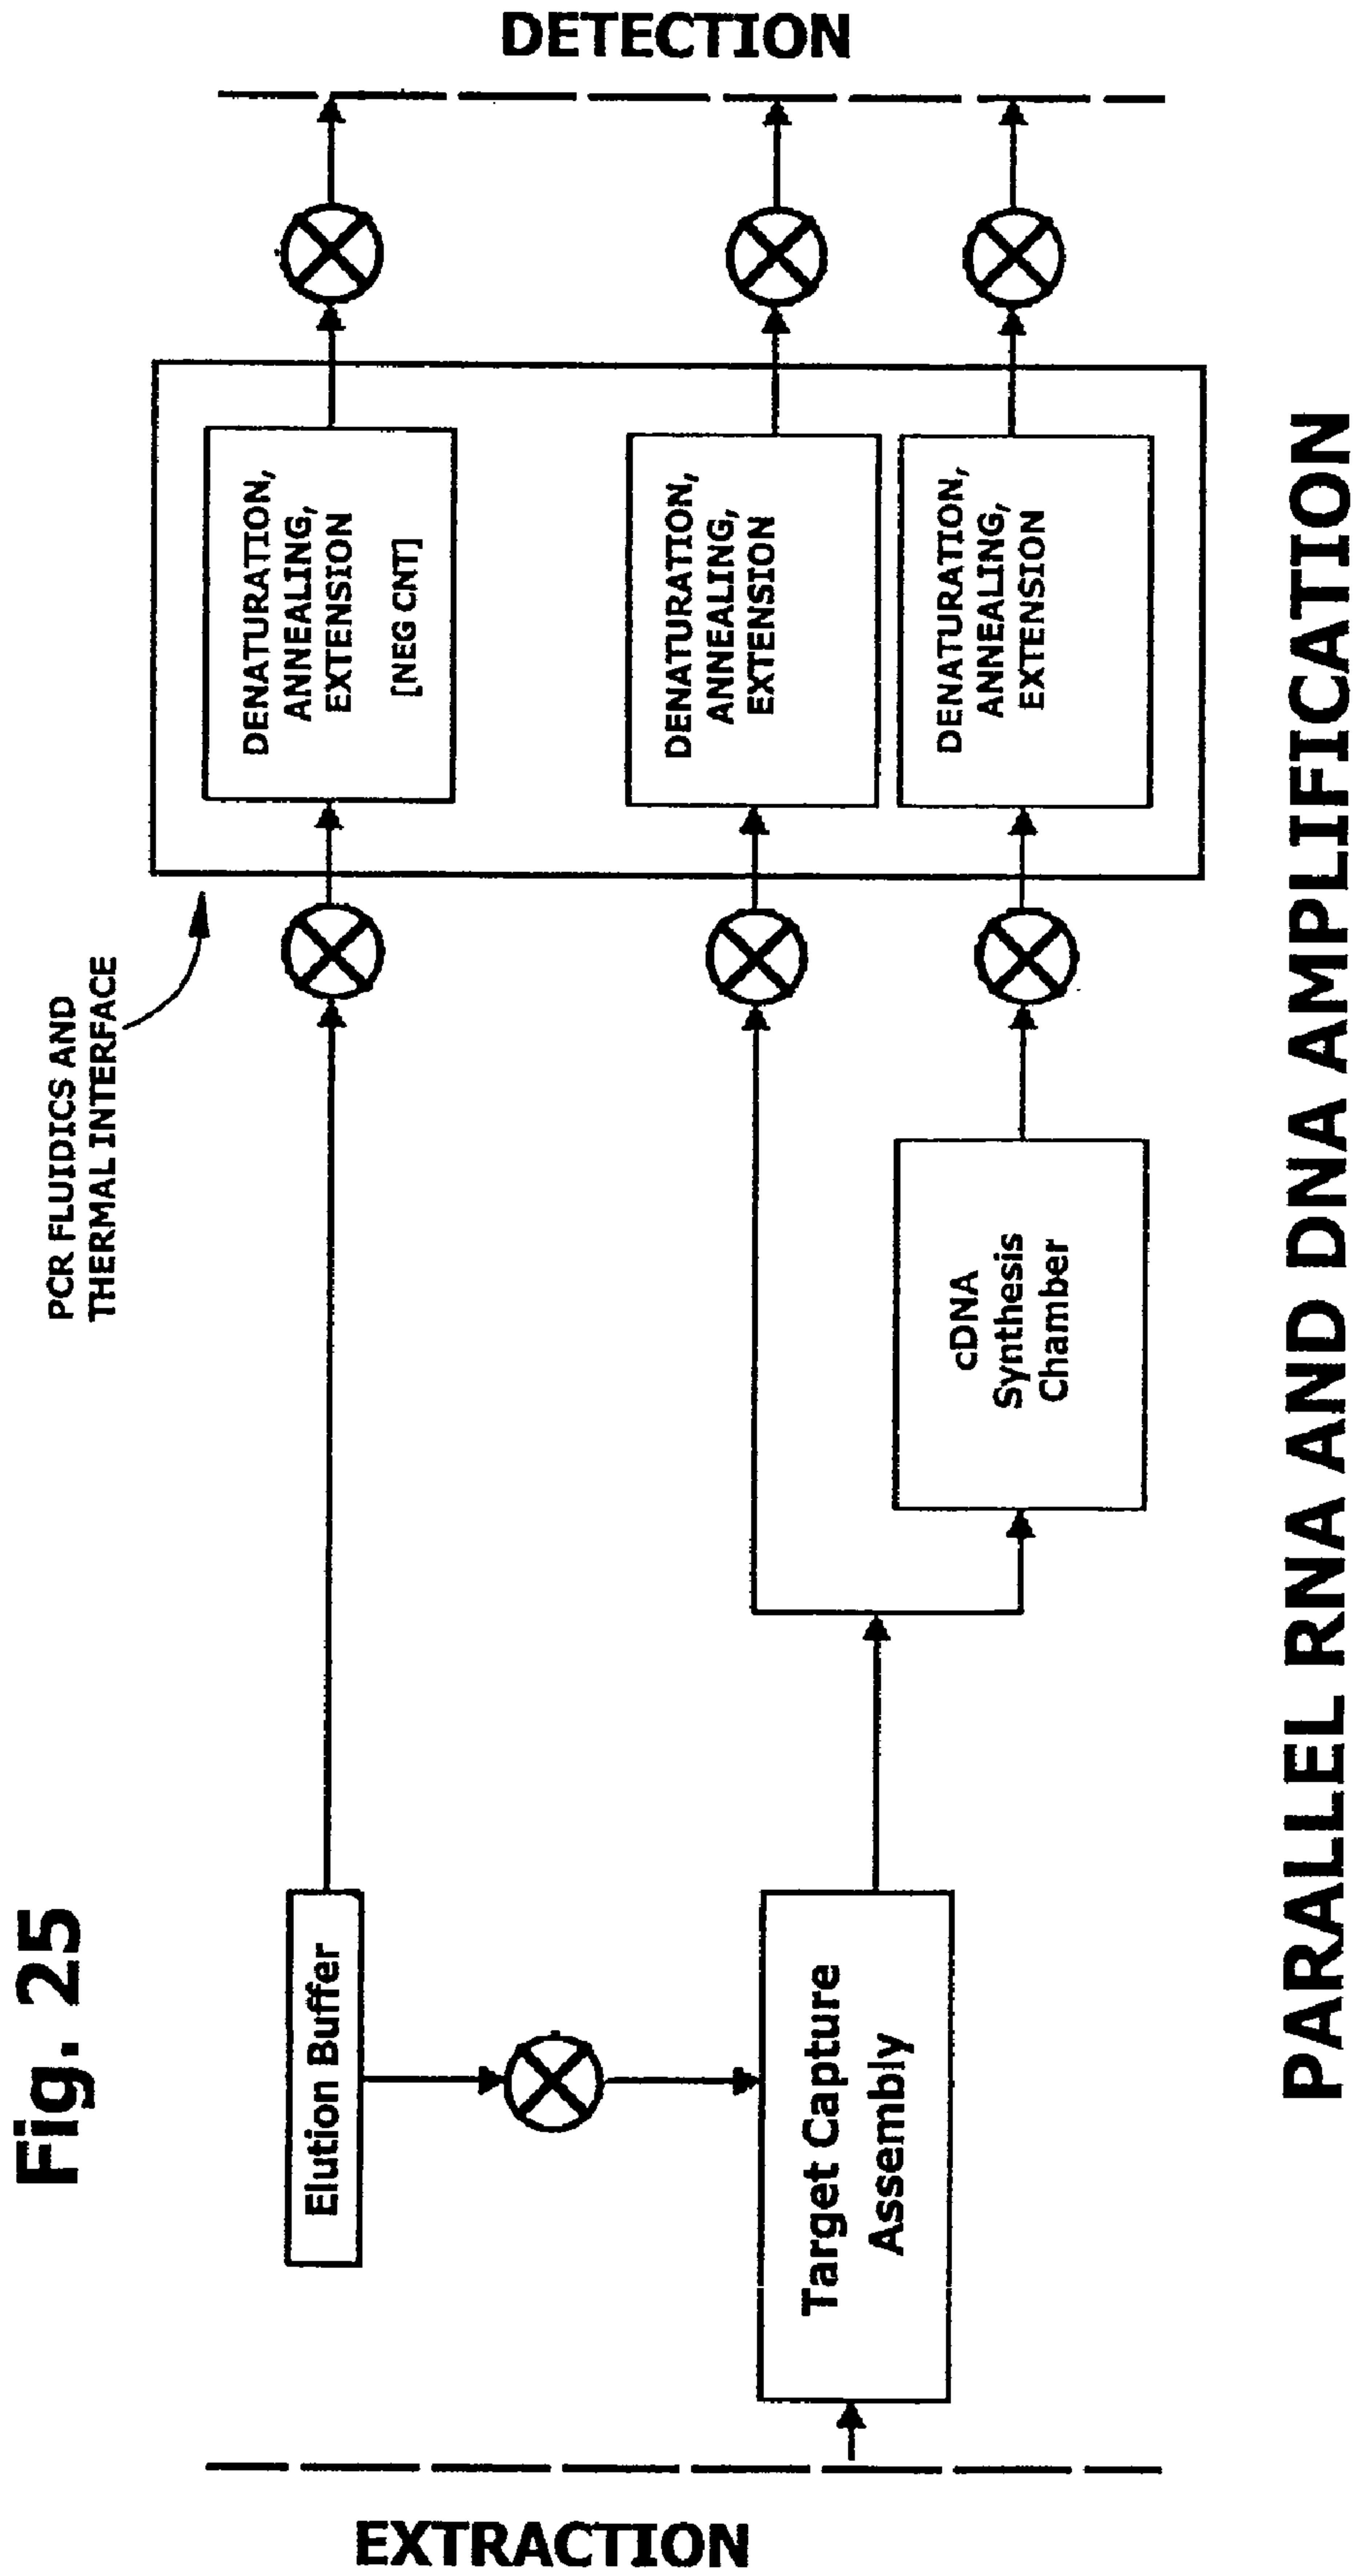 Fig. 25
PCR FLUIDICS AND
THERMAL INTERFACE
EXTRACTION
Elution Buffer
Target Capture
Assembly
cDNA
Synthesis
Chamber
DENATURATION,
ANNEALING,
EXTENSION
[NEG CNT]
DENATURATION,
ANNEALING,
EXTENSION
DENATURATION,
ANNEALING,
EXTENSION
DETECTION
PARALLEL RNA AND DNA AMPLIFICATION